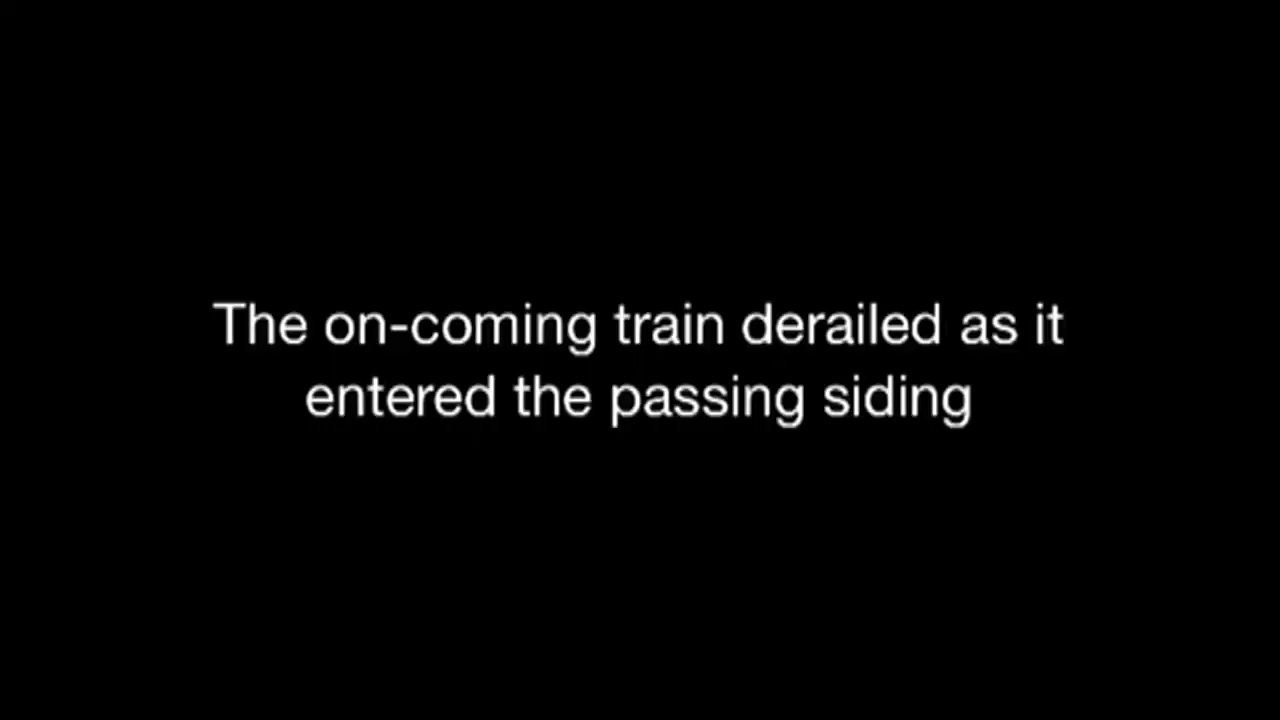 The on-coming train derailed as it
entered the passing siding